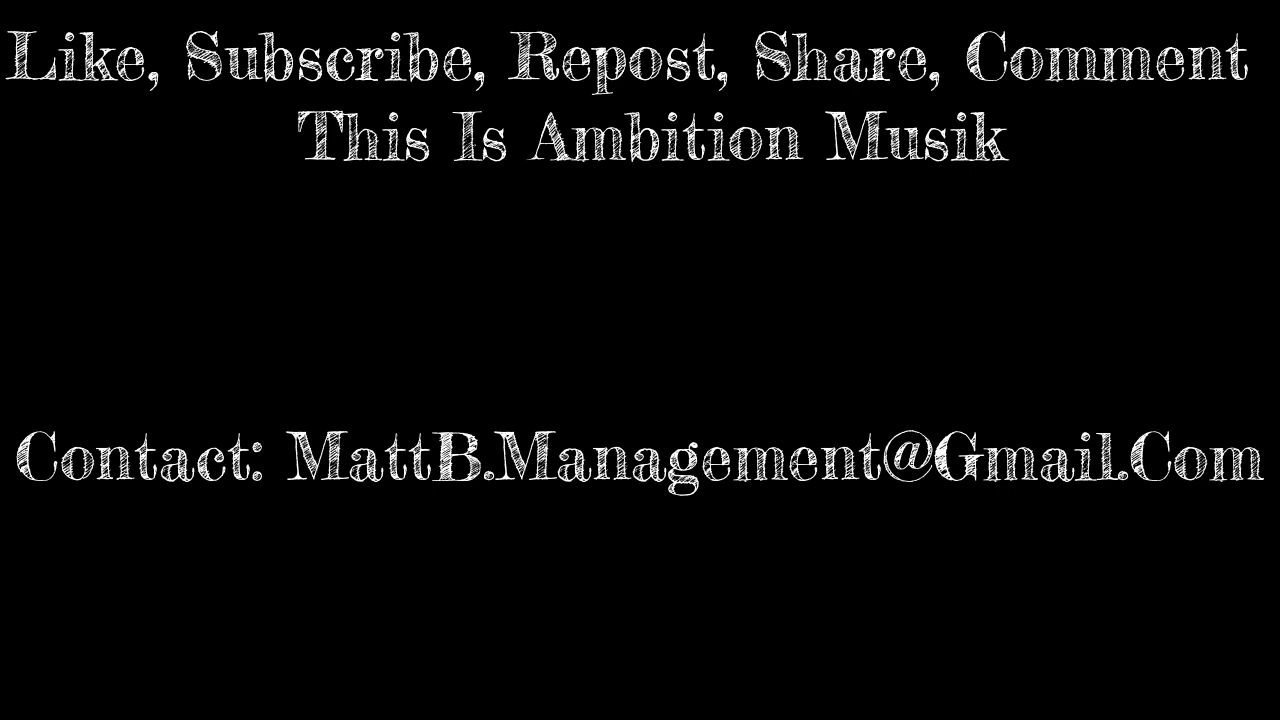 Like, Subscribe, Repost, Share, Comment
This Is Ambition Musik
Contact: MattB.Management@Gmail.Com